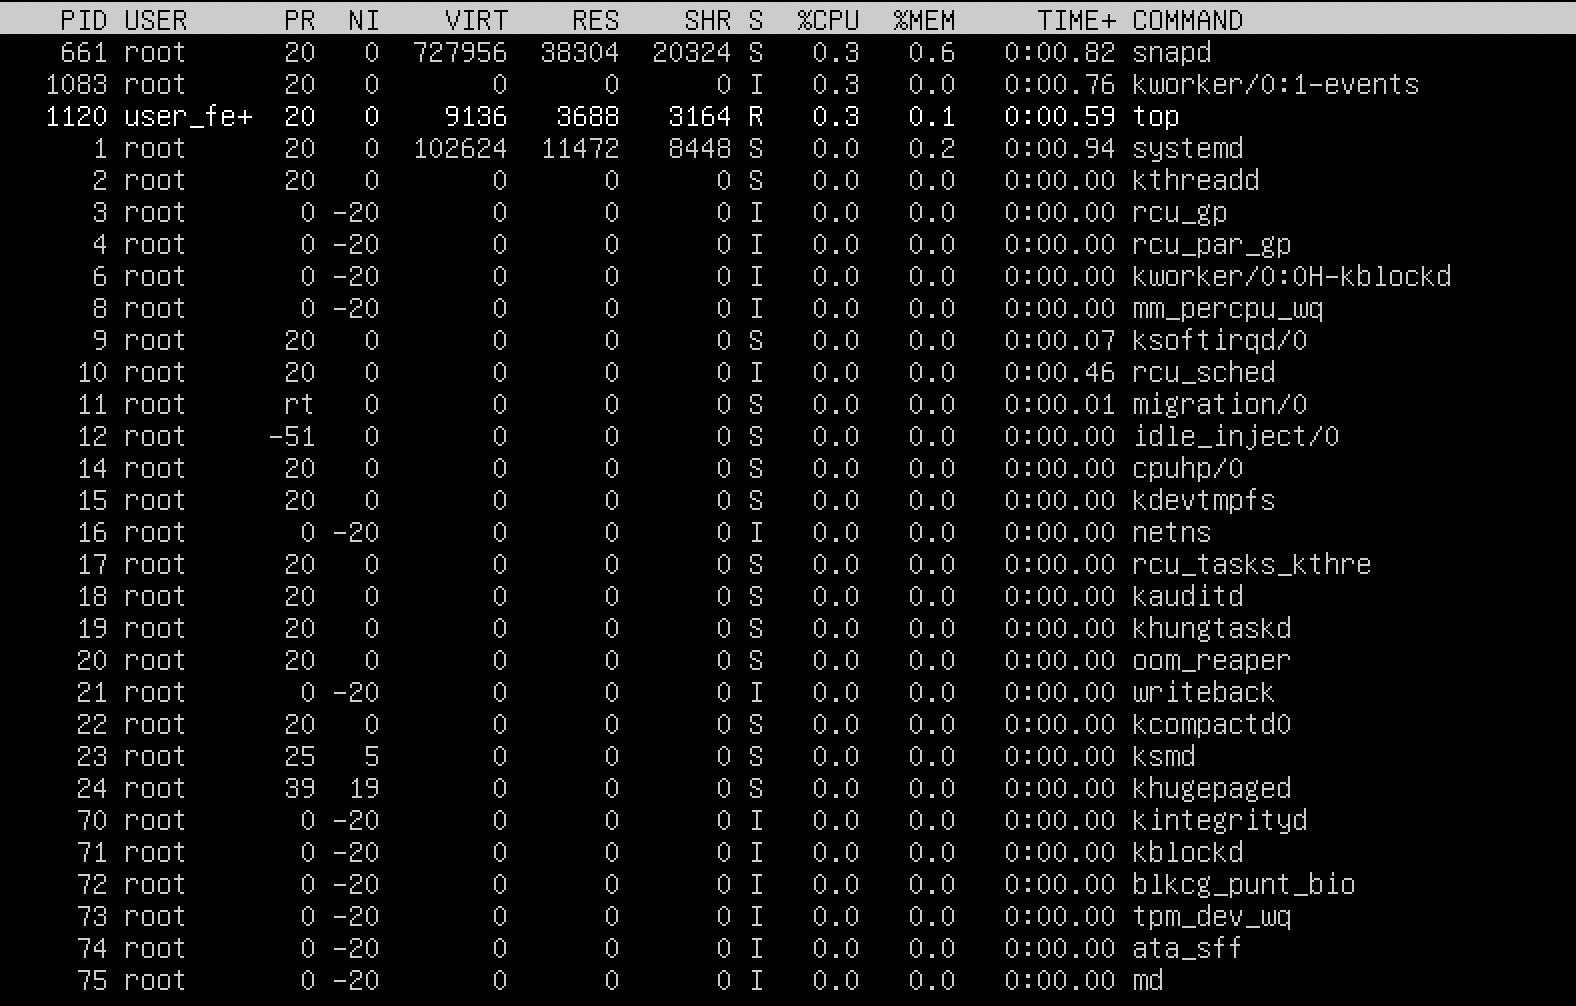 PID USER PR NI VIRT RES SHR S %CPU %MEM TIME+ COMMAND
661 root 20 0 727956 38304 20324 S 0.3 0.6 0:00.82 snapd
1083 root 20 0 0 0 0 I 0.3 0.0 0:00.76 kworker/0:1-events
1120 user_fe+ 20 0 9136 3688 3164 R 0.3 0.1 0:00.59 top
1 root 20 0 102624 11472 8448 S 0.0 0.2 0:00.94 systemd
2 root 20 0 0 0 0 S 0.0 0.0 0:00.00 kthreadd
3 root 0 -20 0 0 0 I 0.0 0.0 0:00.00 rcu_gp
4 root 0 -20 0 0 0 I 0.0 0.0 0:00.00 rcu_par_gp
6 root 0 -20 0 0 0 I 0.0 0.0 0:00.00 kworker/0:0H-kblockd
8 root 0 -20 0 0 0 I 0.0 0.0 0:00.00 mm_percpu_wq
9 root 20 0 0 0 0 S 0.0 0.0 0:00.07 ksoftirqd/0
10 root 20 0 0 0 0 I 0.0 0.0 0:00.46 rcu_sched
11 root rt 0 0 0 0 S 0.0 0.0 0:00.01 migration/0
12 root -51 0 0 0 0 S 0.0 0.0 0:00.00 idle_inject/0
14 root 20 0 0 0 0 S 0.0 0.0 0:00.00 cpuhp/0
15 root 20 0 0 0 0 S 0.0 0.0 0:00.00 kdevtmpfs
16 root 0 -20 0 0 0 I 0.0 0.0 0:00.00 netns
17 root 20 0 0 0 0 S 0.0 0.0 0:00.00 rcu_tasks_kthre
18 root 20 0 0 0 0 S 0.0 0.0 0:00.00 kauditd
19 root 20 0 0 0 0 S 0.0 0.0 0:00.00 khungtaskd
20 root 20 0 0 0 0 S 0.0 0.0 0:00.00 oom_reaper
21 root 0 -20 0 0 0 I 0.0 0.0 0:00.00 writeback
22 root 20 0 0 0 0 S 0.0 0.0 0:00.00 kcompactd0
23 root 25 5 0 0 0 S 0.0 0.0 0:00.00 ksmd
24 root 39 19 0 0 0 S 0.0 0.0 0:00.00 khugepaged
70 root 0 -20 0 0 0 I 0.0 0.0 0:00.00 kintegrityd
71 root 0 -20 0 0 0 I 0.0 0.0 0:00.00 kblockd
72 root 0 -20 0 0 0 I 0.0 0.0 0:00.00 blkcg_punt_bio
73 root 0 -20 0 0 0 I 0.0 0.0 0:00.00 tpm_dev_wq
74 root 0 -20 0 0 0 I 0.0 0.0 0:00.00 ata_sff
75 root 0 -20 0 0 0 I 0.0 0.0 0:00.00 md